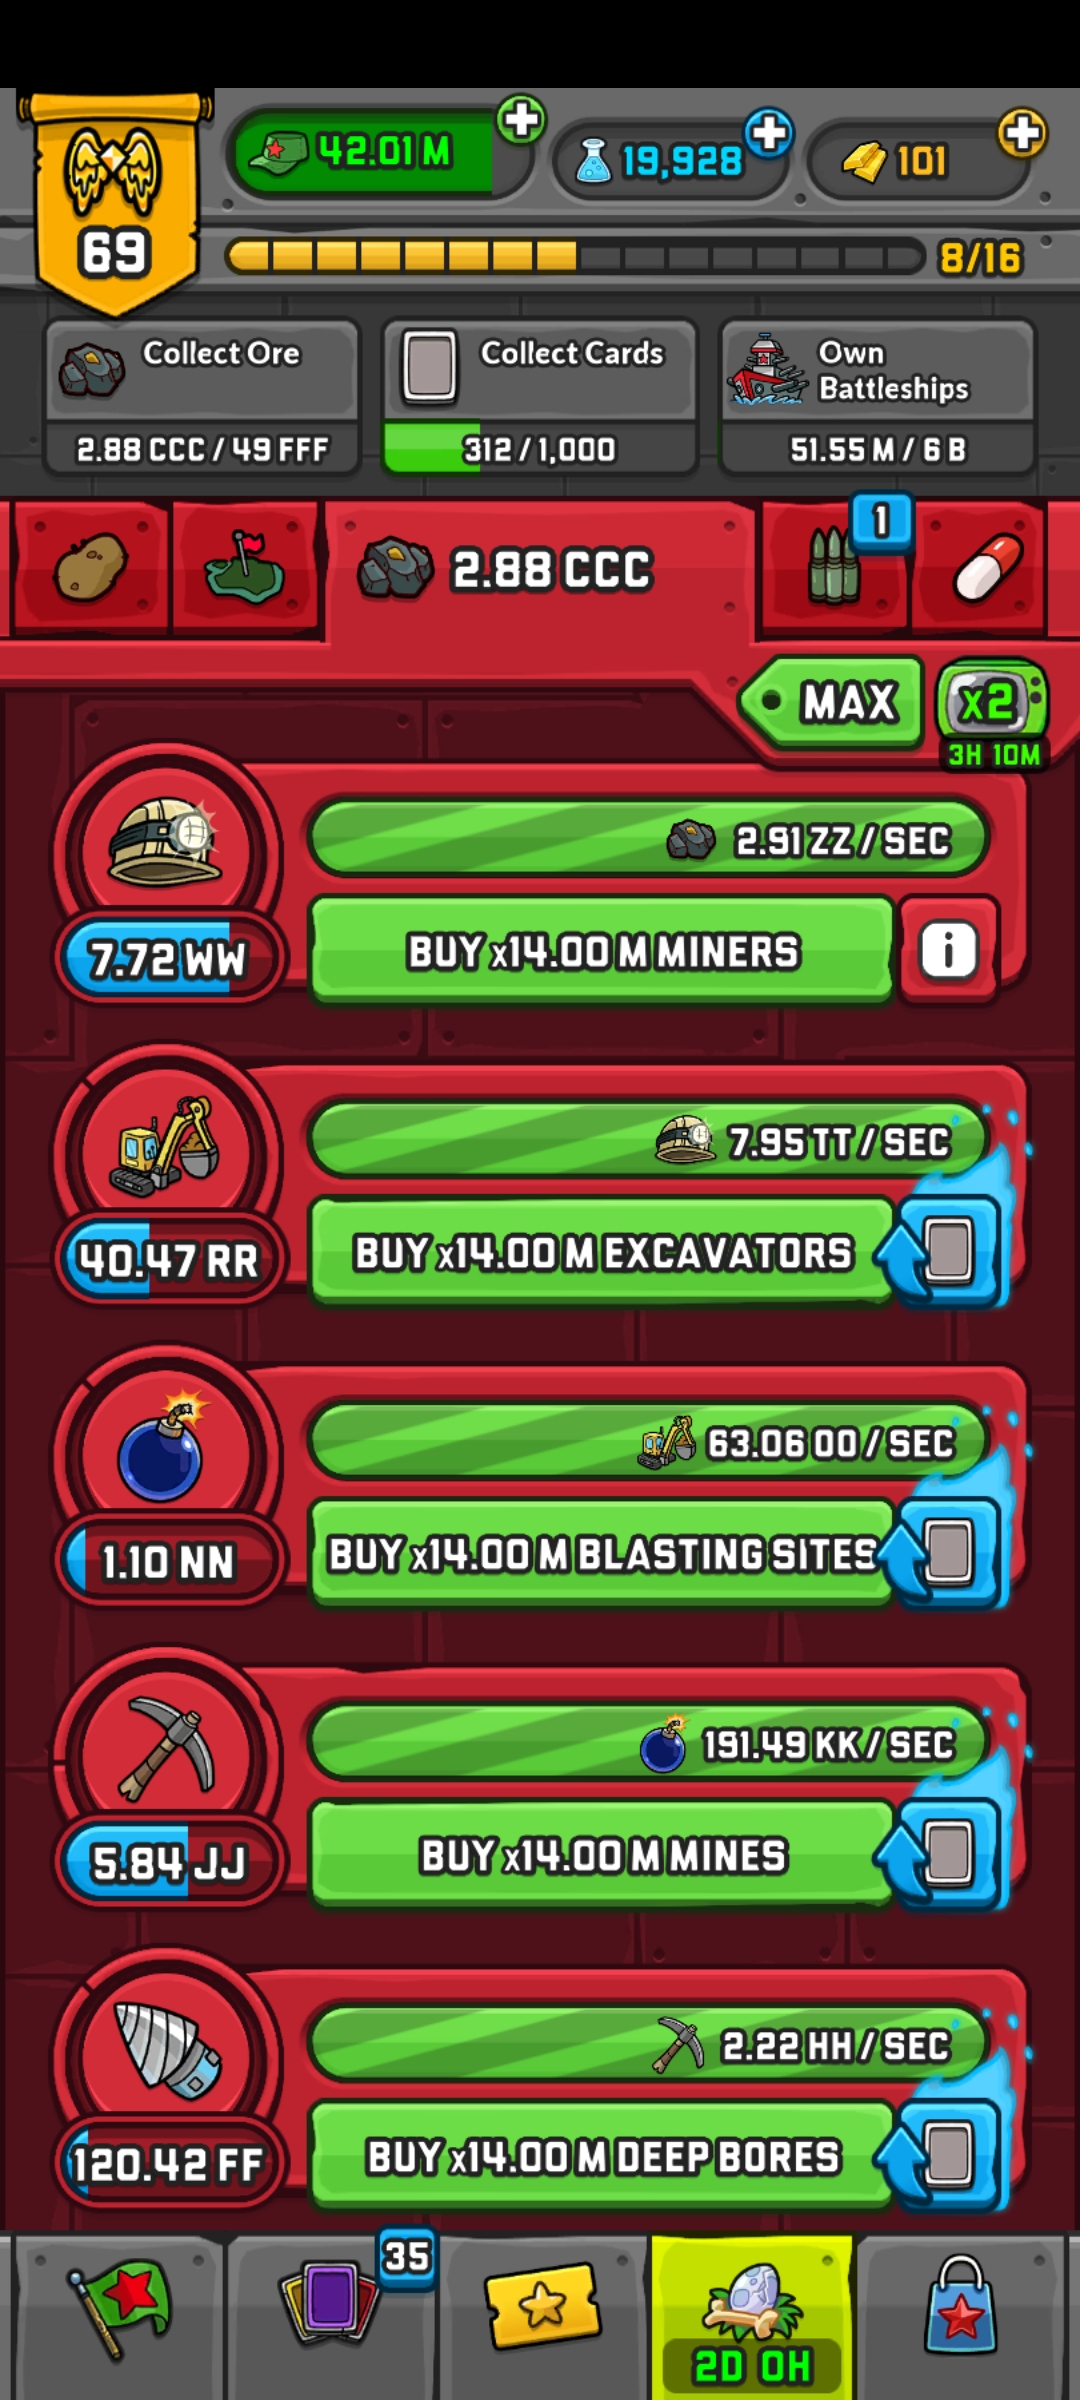 69
42.01 M
19,928
101
8/16
Collect Ore
2.88 CCC / 49 FFF
Collect Cards
312 / 1,000
Own
Battleships
51.55 M / 6 B
2.88 CCC
1
MAX
x2
3H 10M
2.91 ZZ / SEC
7.72 WW
BUY x14.00 M MINERS
i
7.95 TT / SEC
40.47 RR
BUY x14.00 M EXCAVATORS
63.06 OO / SEC
1.10 NN
BUY x14.00 M BLASTING SITES
191.49 KK / SEC
5.84 JJ
BUY x14.00 M MINES
2.22 HH / SEC
120.42 FF
BUY x14.00 M DEEP BORES
35
2D 0H